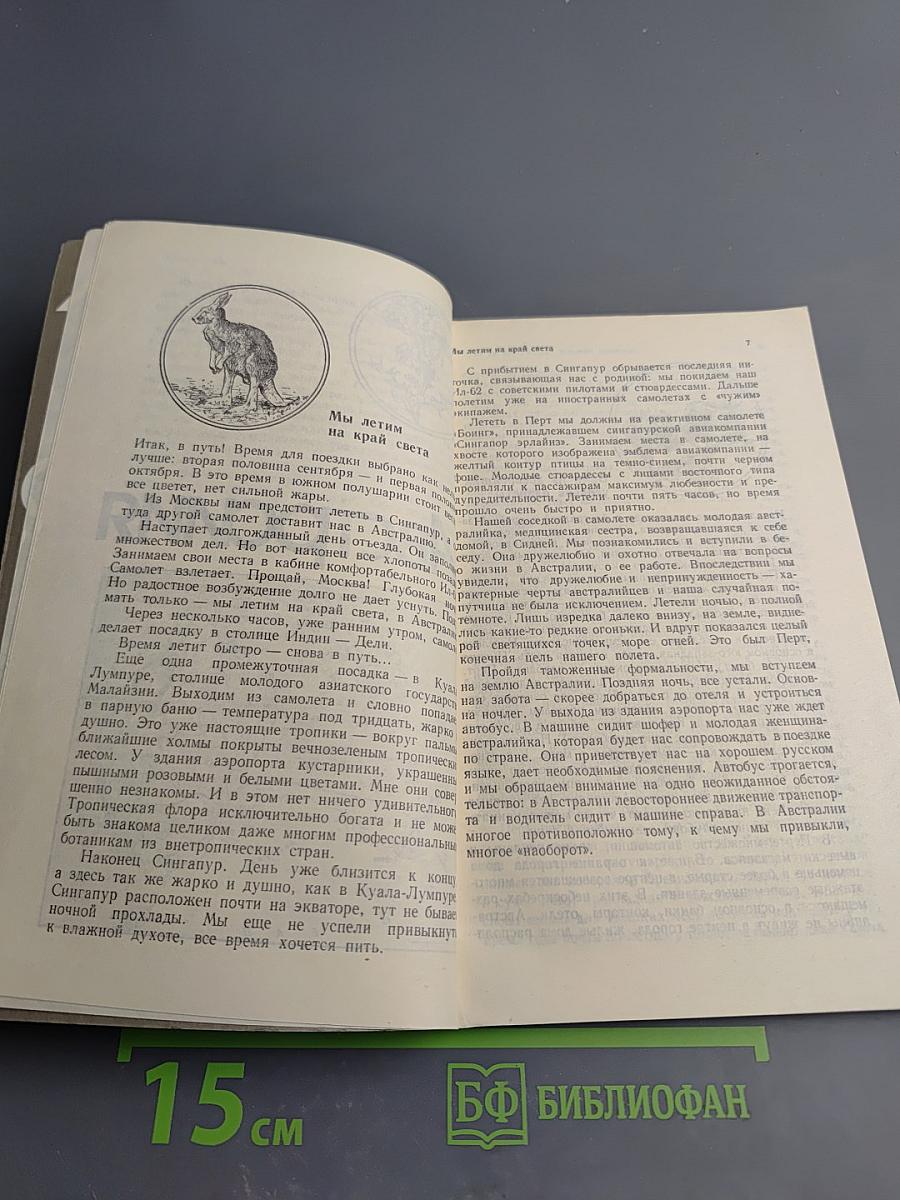 Мы летим
на край света
Итак, в путь! Время для поездки выбрано как
лучше: вторая половина сентября — и первая
октября. В это время в южном полушарии стоит
все цветет, нет сильной жары.
Из Москвы нам предстоит лететь в Сингапур, а
туда другой самолет доставит нас в Австралию.
Наступает долгожданный день отъезда. Он
множеством дел. Но вот наконец все хлопоты
Занимаем свои места в кабине комфортабельного
Самолет взлетает. Прощай, Москва! Глубокая
Но радостное возбуждение долго не дает уснуть.
мать только — мы летим на край света, в
Через несколько часов, уже ранним утром,
делает посадку в столице Индии — Дели.
Время летит быстро — снова в путь...
Еще одна промежуточная посадка — в
Лумпуре, столице молодого азиатского
Малайзии. Выходим из самолета и словно
в парную баню — температура под тридцать, жарко
душно. Это уже настоящие тропики — вокруг
ближайшие холмы покрыты вечнозеленым
лесом. У здания аэропорта кустарники,
пышными розовыми и белыми цветами. Мне они
шенно незнакомы. И в этом нет ничего
Тропическая флора исключительно богата и не
быть знакома целиком даже многим
ботаникам из внетропических стран.
Наконец Сингапур. День уже близится к концу
а здесь так же жарко и душно, как в Куала-Лумпуре
Сингапур расположен почти на экваторе, тут не
ночной прохлады. Мы еще не успели
к влажной духоте, все время хочется пить.
Мы летим на край света 7
С прибытием в Сингапур обрывается последняя ни-
точка, связывающая нас с родиной: мы покидаем наш
Ил-62 с советскими пилотами и стюардессами. Дальше
полетим уже на иностранных самолетах с «чужим»
экипажем.
Лететь в Перт мы должны на реактивном самолете
«Боинг», принадлежавшем сингапурской авиакомпании
«Сингапор эрлайнз». Занимаем места в самолете, на
хвосте которого изображена эмблема авиакомпании —
желтый контур птицы на темно-синем, почти черном
фоне. Молодые стюардессы с лицами восточного типа
проявляли к пассажирам максимум любезности и пре-
дупредительности. Летели почти пять часов, но время
прошло очень быстро и приятно.
Нашей соседкой в самолете оказалась молодая авст-
ралийка, медицинская сестра, возвращавшаяся к себе
домой, в Сидней. Мы познакомились и вступили в бе-
седу. Она дружелюбно и охотно отвечала на вопросы
о жизни в Австралии, о ее работе. Впоследствии мы
увидели, что дружелюбие и непринужденность — ха-
рактерные черты австралийцев и наша случайная по-
путчица не была исключением. Летели ночью, в полной
темноте. Лишь изредка далеко внизу, на земле, видне-
лись какие-то редкие огоньки. И вдруг показался целый
рой светящихся точек, море огней. Это был Перт,
конечная цель нашего полета.
Пройдя таможенные формальности, мы вступаем
на землю Австралии. Поздняя ночь, все устали. Основ-
ная забота — скорее добраться до отеля и устроиться
на ночлег. У выхода из здания аэропорта нас уже ждет
автобус. В машине сидит шофер и молодая женщина-
австралийка, которая будет нас сопровождать в поездке
по стране. Она приветствует нас на хорошем русском
языке, дает необходимые пояснения. Автобус трогается,
и мы обращаем внимание на одно неожиданное обстоя-
тельство: в Австралии левостороннее движение транспор-
та и водитель сидит в машине справа. В Австралии
многое противоположно тому, к чему мы привыкли,
многое «наоборот».
15 см
БФ БИБЛИОФАН